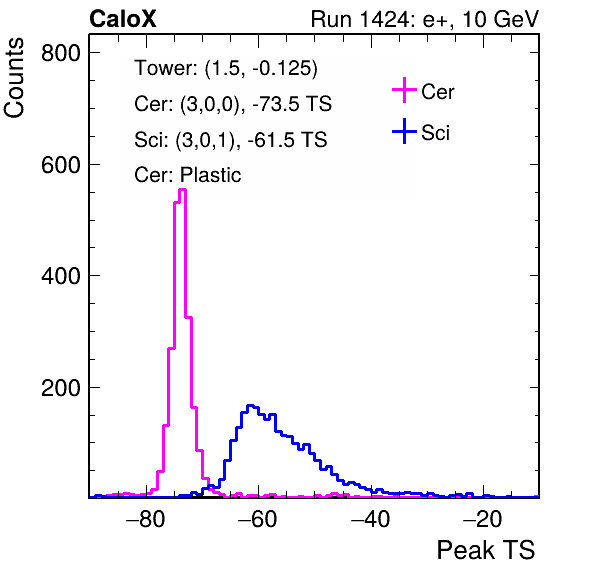 CaloX Run 1424: e+, 10 GeV
Counts
Tower: (1.5, -0.125)
Cer: (3,0,0), -73.5 TS
Sci: (3,0,1), -61.5 TS
Cer: Plastic
Cer
Sci
800
600
400
200
−80 −60 −40 −20
Peak TS